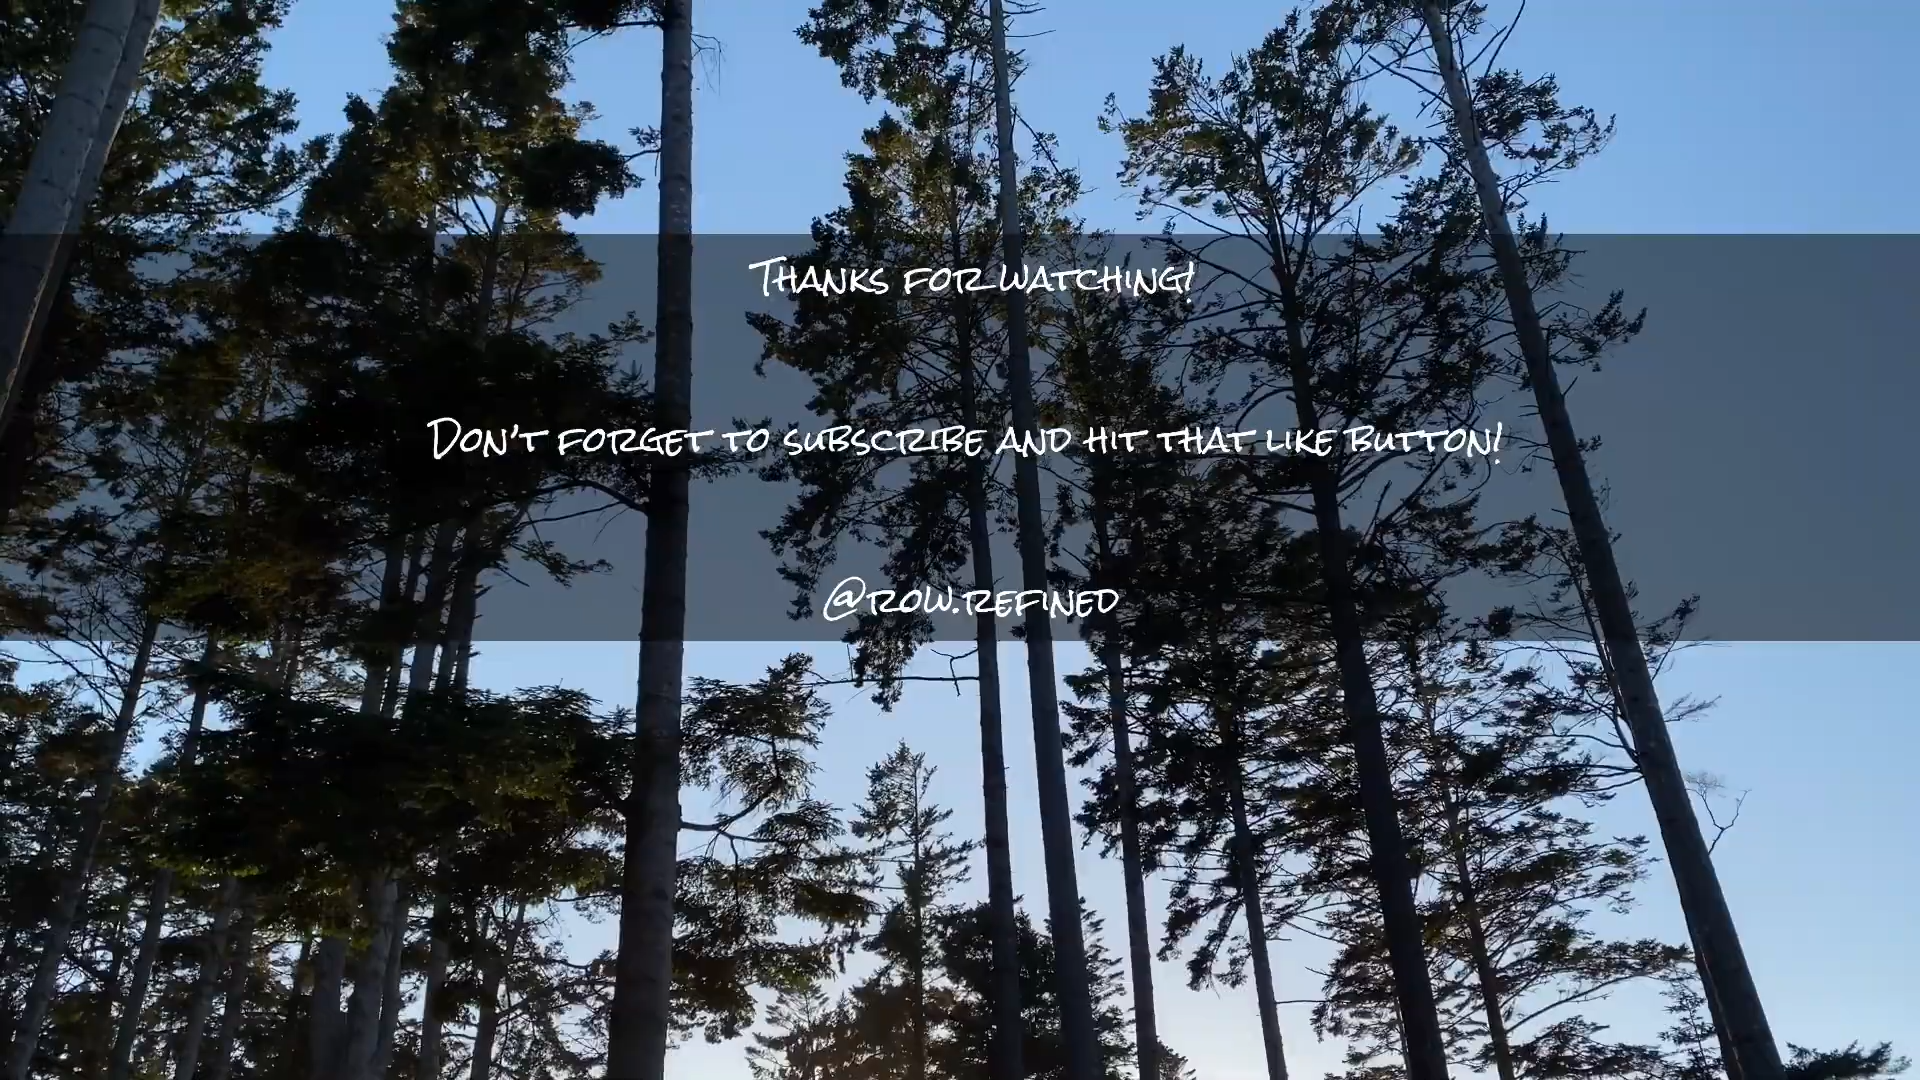 Thanks for watching!
Don't forget to subscribe and hit that like button!
@row.refined